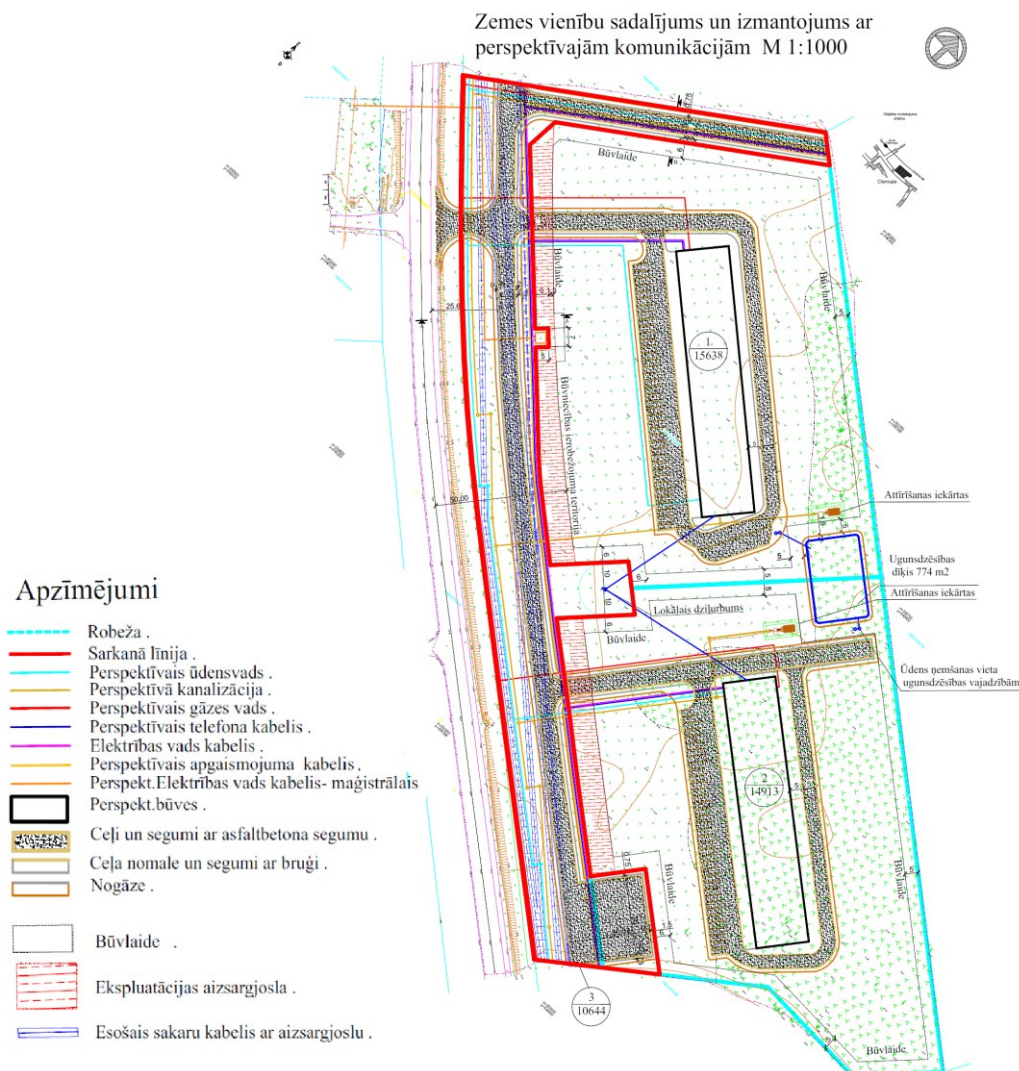 Zemes vienību sadalījums un izmantojums ar
perspektīvajām komunikācijām M 1:1000
Būvlaide
Būvlaide
Būvlaide
1.
15638
Būvniecības ierobežojuma teritorija
25.6
50.00
Attīrīšanas iekārtas
Ugunsdzēsības
dīķis 774 m2
Attīrīšanas iekārtas
Lokālais dziļurbums
Būvlaide
Ūdens ņemšanas vieta
ugunsdzēsības vajadzībām
2
14913
Būvlaide
Būvlaide
3
10644
Būvlaide
Apzīmējumi
Robeža .
Sarkanā līnija .
Perspektīvais ūdensvads .
Perspektīvā kanalizācija .
Perspektīvais gāzes vads .
Perspektīvais telefona kabelis .
Elektrības vads kabelis .
Perspektīvais apgaismojuma kabelis .
Perspekt.Elektrības vads kabelis- maģistrālais
Perspekt.būves .
Ceļi un segumi ar asfaltbetona segumu .
Ceļa nomale un segumi ar bruģi .
Nogāze .
Būvlaide .
Ekspluatācijas aizsargjosla .
Esošais sakaru kabelis ar aizsargjoslu .